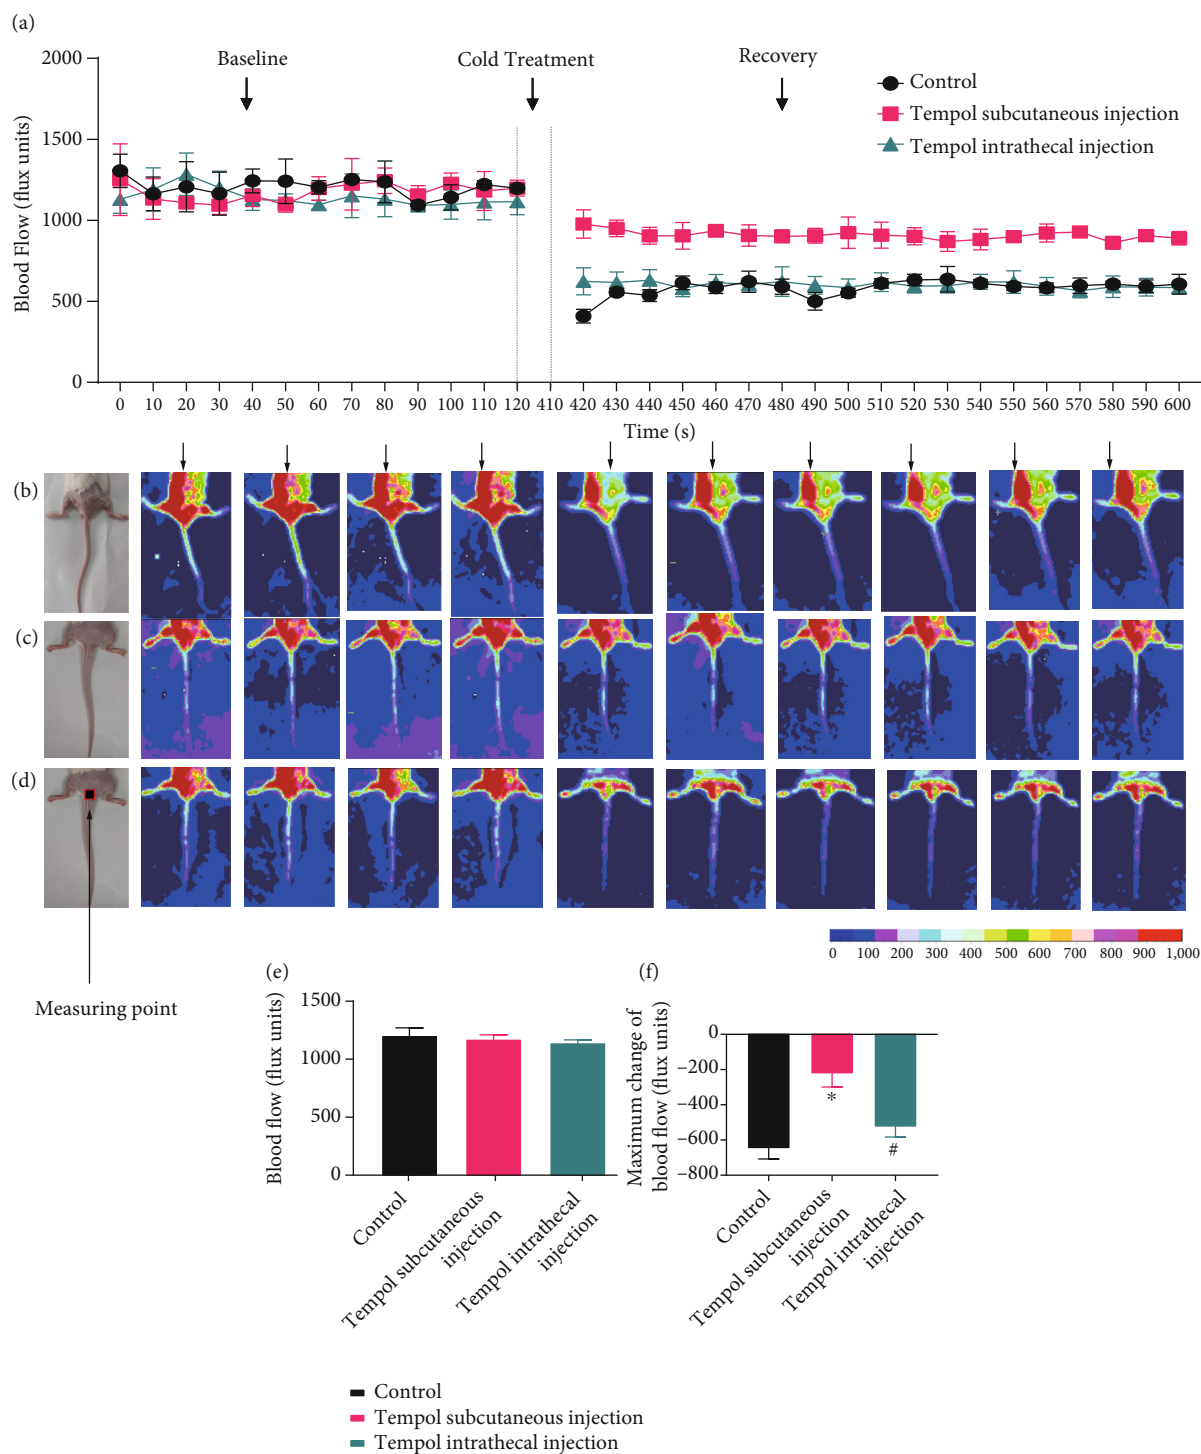 (a)
2000
1500
1000
500
0
Blood Flow (flux units)
Baseline
Cold Treatment
Recovery
Control
Tempol subcutaneous injection
Tempol intrathecal injection
0 10 20 30 40 50 60 70 80 90 100 110 120 410 420 430 440 450 460 470 480 490 500 510 520 530 540 550 560 570 580 590 600
Time (s)
(b)
(c)
(d)
Measuring point
0 100 200 300 400 500 600 700 800 900 1,000
(e)
1500
1000
500
0
Blood flow (flux units)
Control
Tempol subcutaneous
injection
Tempol intrathecal
injection
(f)
0
−200
−400
−600
−800
Maximum change of
blood flow (flux units)
*
#
Control
Tempol subcutaneous
injection
Tempol intrathecal
injection
Control
Tempol subcutaneous injection
Tempol intrathecal injection